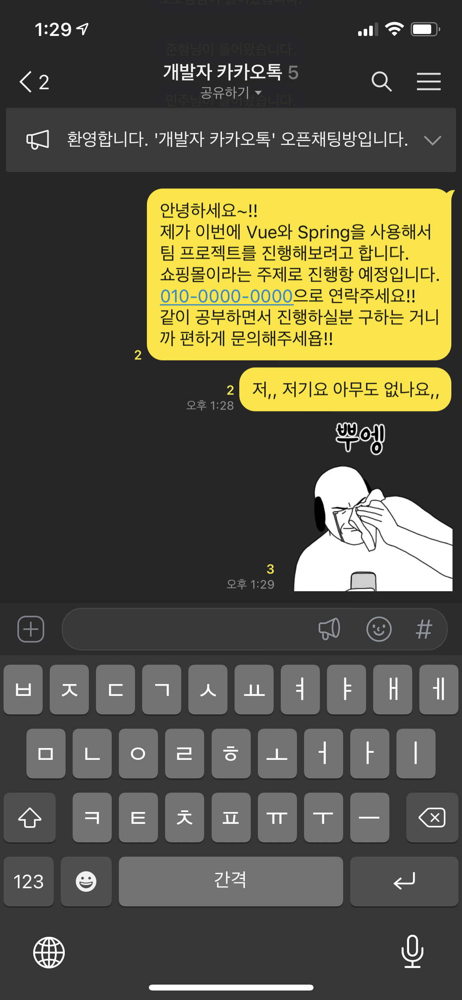 1:29
준형님이 들어왔습니다.
2
개발자 카카오톡 5
공유하기
민주님이 들어왔습니다.
환영합니다. '개발자 카카오톡' 오픈채팅방입니다.
안녕하세요~!!
제가 이번에 Vue와 Spring을 사용해서
팀 프로젝트를 진행해보려고 합니다.
쇼핑몰이라는 주제로 진행항 예정입니다.
010-0000-0000으로 연락주세요!!
같이 공부하면서 진행하실분 구하는 거니
까 편하게 문의해주세욥!!
2
저,, 저기요 아무도 없나요,,
2
오후 1:28
뿌엥
3
오후 1:29
#
ㅂ ㅈ ㄷ ㄱ ㅅ ㅛ ㅕ ㅑ ㅐ ㅔ
ㅁ ㄴ ㅇ ㄹ ㅎ ㅗ ㅓ ㅏ ㅣ
ㅋ ㅌ ㅊ ㅍ ㅠ ㅜ ㅡ
123 간격